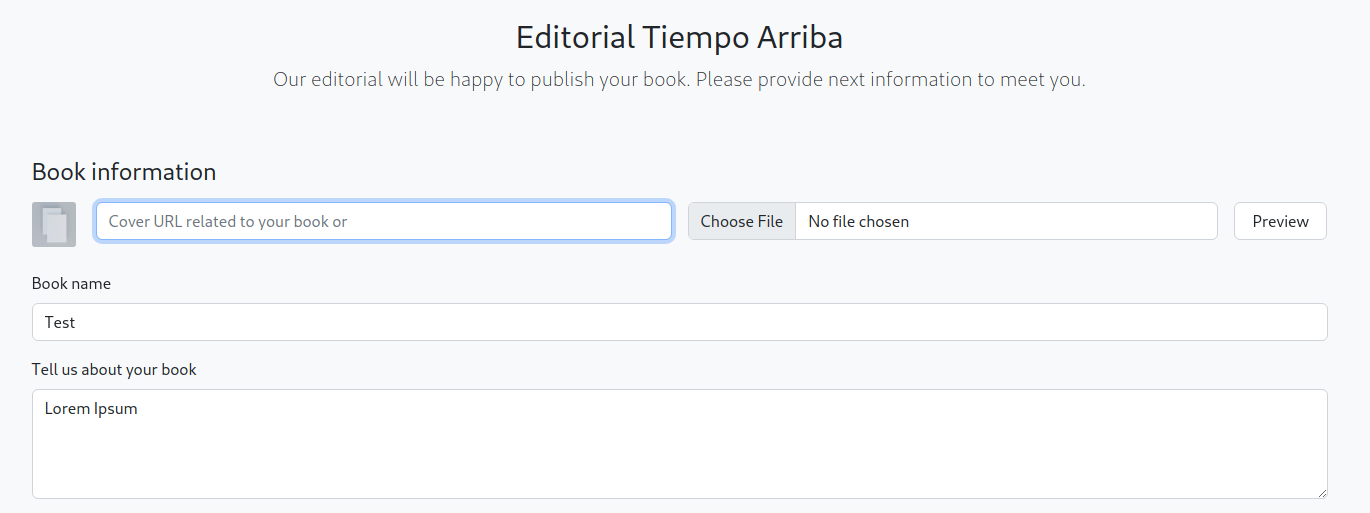 Editorial Tiempo Arriba
Our editorial will be happy to publish your book. Please provide next information to meet you.
Book information
Cover URL related to your book or
Choose File No file chosen
Preview
Book name
Test
Tell us about your book
Lorem Ipsum